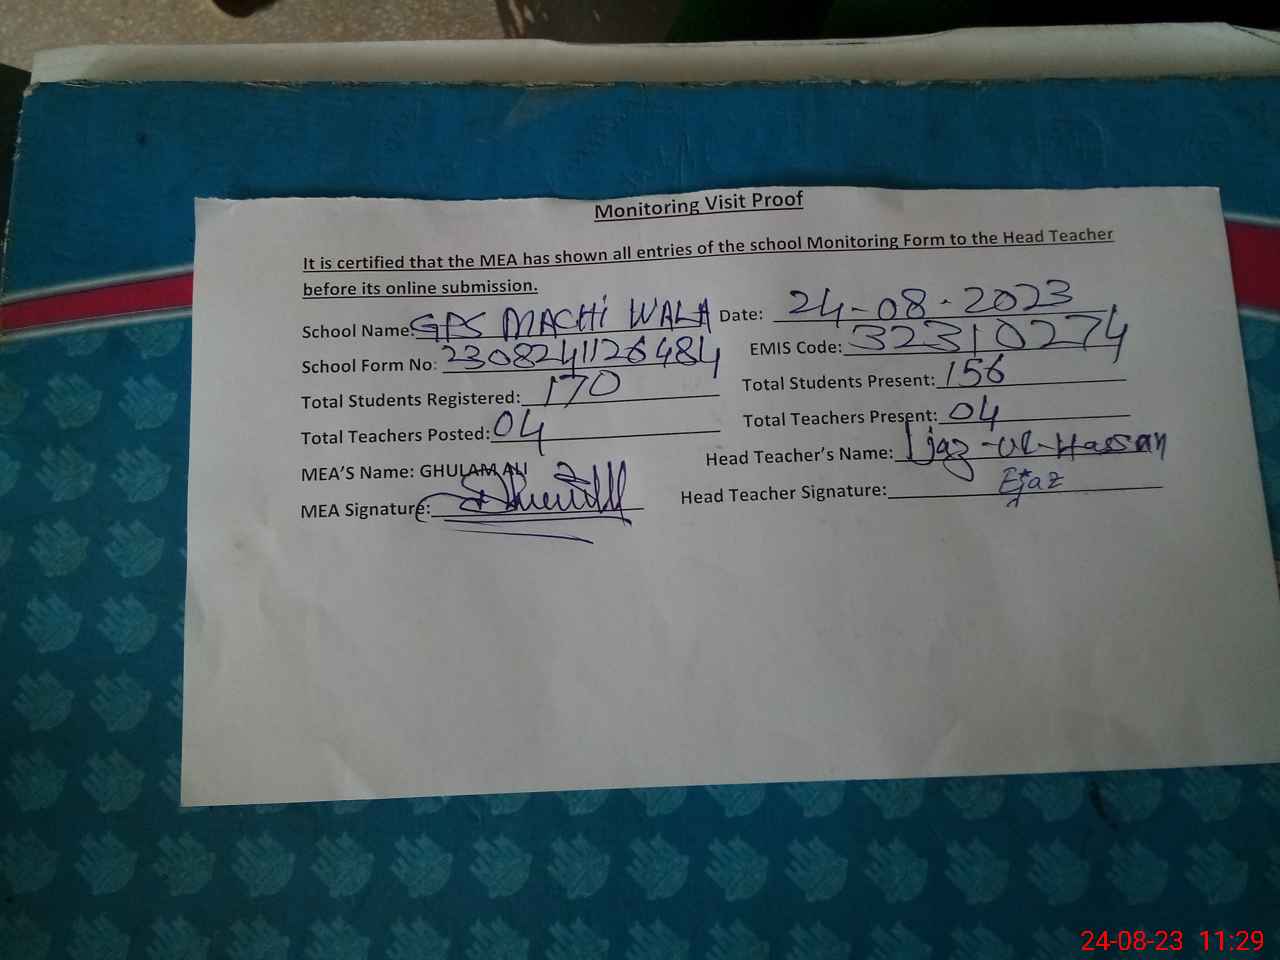 Monitoring Visit Proof
It is certified that the MEA has shown all entries of the school Monitoring Form to the Head Teacher
before its online submission.
School Name: GPS MACHI WALA Date: 24-08-2023
School Form No: 2308241126484 EMIS Code: 32310274
Total Students Registered: 170 Total Students Present: 156
Total Teachers Posted: 04 Total Teachers Present: 04
MEA'S Name: GHULAM ALI Head Teacher's Name: Ijaz-ul-Hassan
MEA Signature: Head Teacher Signature: Ejaz
24-08-23 11:29